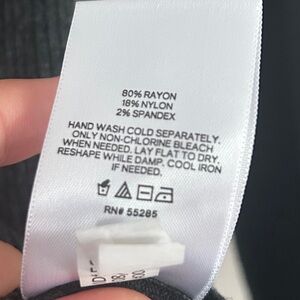 80% RAYON
18% NYLON
2% SPANDEX
HAND WASH COLD SEPARATELY.
ONLY NON-CHLORINE BLEACH
WHEN NEEDED. LAY FLAT TO DRY.
RESHAPE WHILE DAMP. COOL IRON
IF NEEDED.
RN# 55285